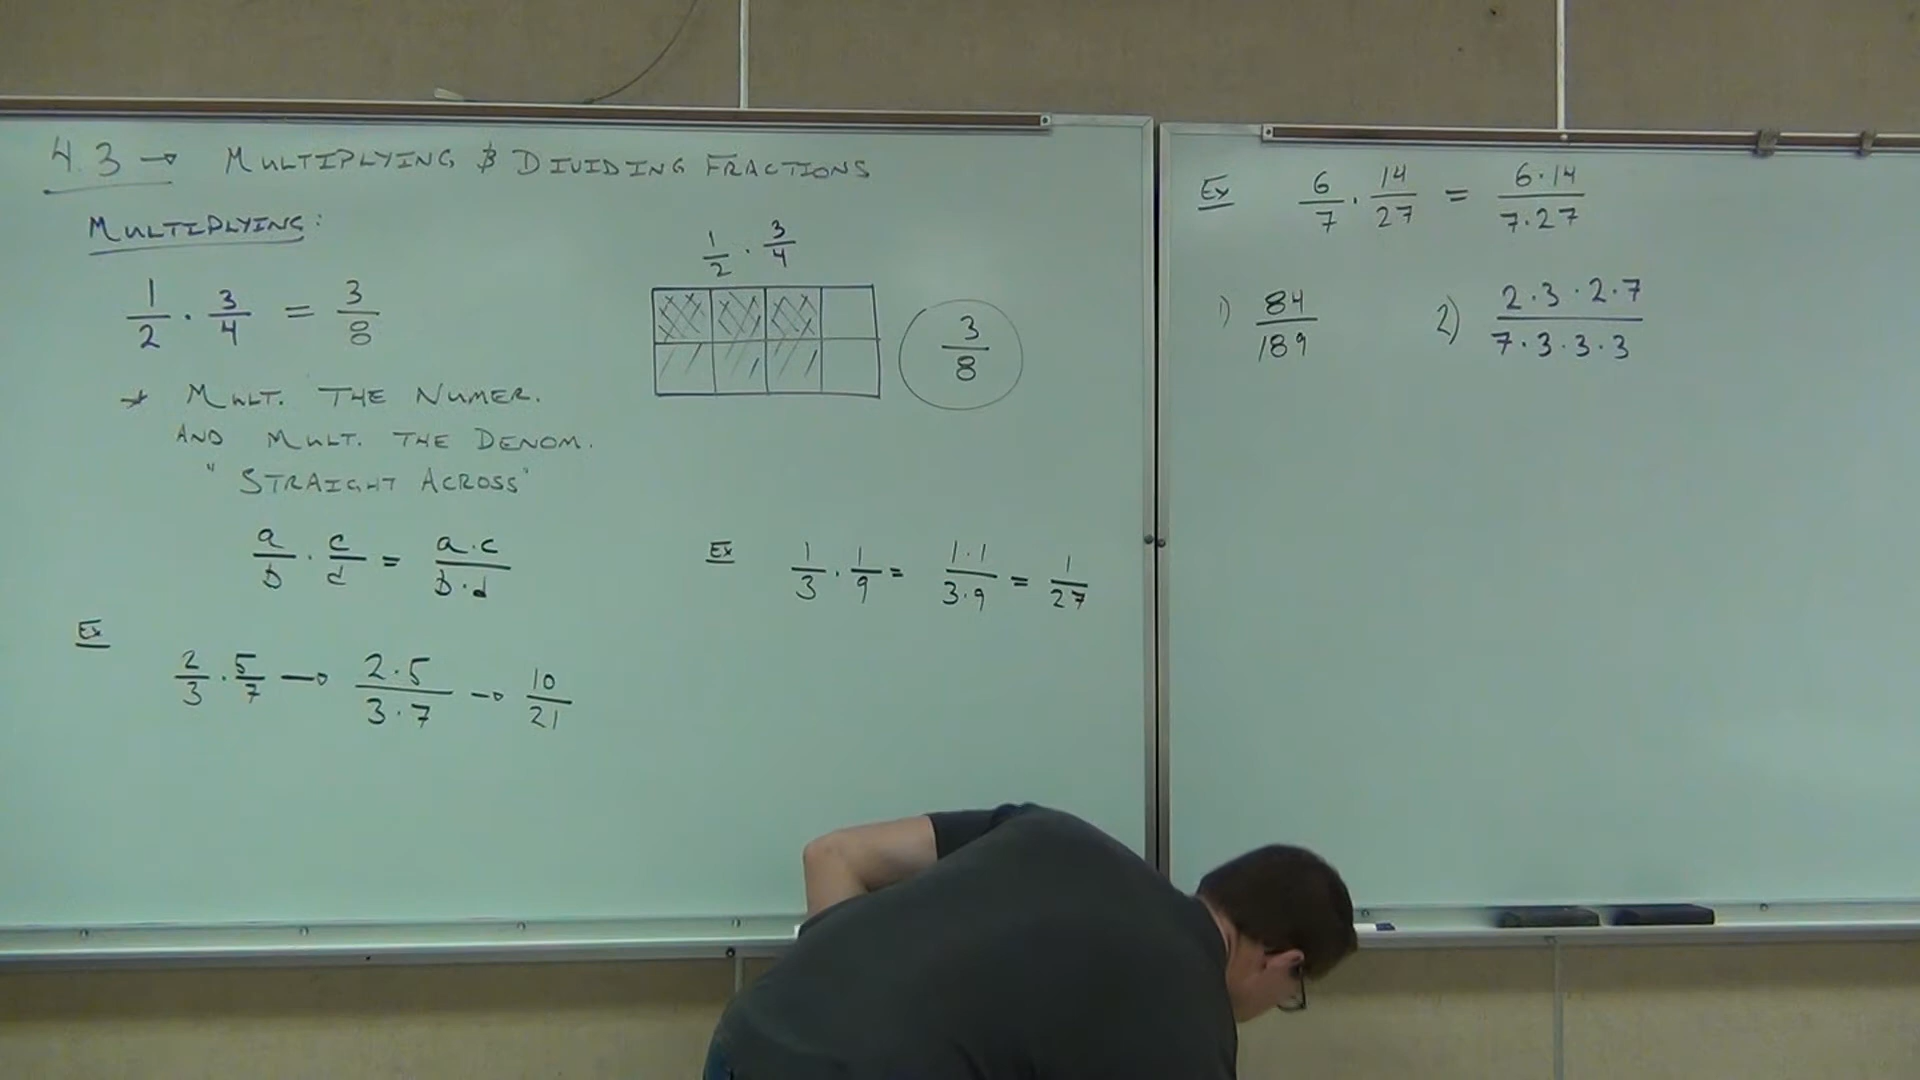 4.3 → MULTIPLYING & DIVIDING FRACTIONS
MULTIPLYING:
1/2 · 3/4 = 3/8
* MULT. THE NUMER.
AND MULT. THE DENOM.
"STRAIGHT ACROSS"
a/b · c/d = a·c/b·d
Ex
2/3 · 5/7 → 2·5/3·7 → 10/21
1/2 · 3/4
3/8
Ex 1/3 · 1/9 = 1·1/3·9 = 1/27
Ex 6/7 · 14/27 = 6·14/7·27
1) 84/189 2) 2·3·2·7/7·3·3·3